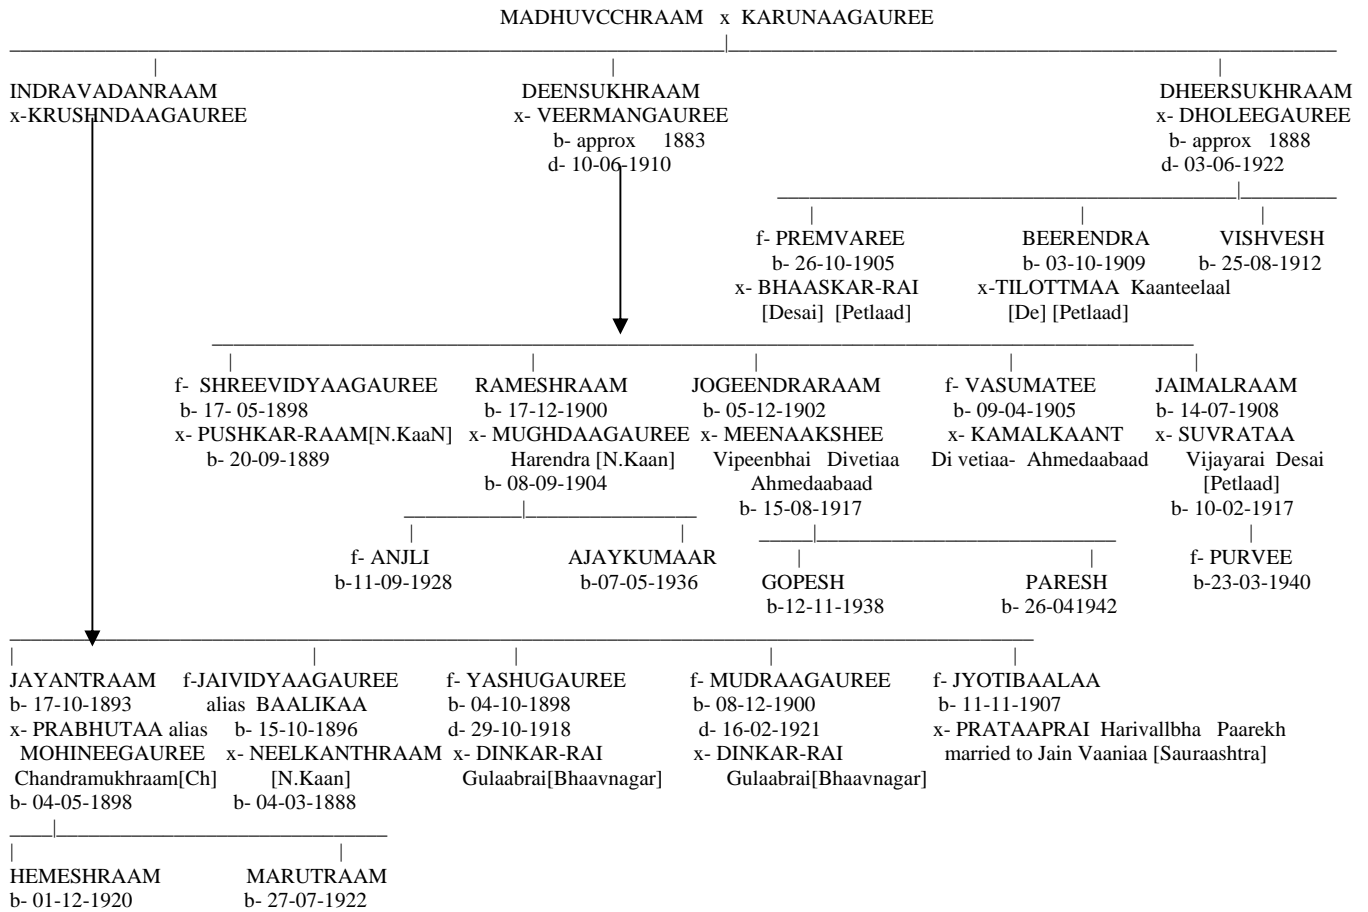 MADHUVCCHRAAM x KARUNAAGAUREE
INDRAVADANRAAM DEENSUKHRAAM DHEERSUKHRAAM
x-KRUSHNDAAGAUREE x- VEERMANGAUREE x- DHOLEEGAUREE
b- approx 1883 b- approx 1888
d- 10-06-1910 d- 03-06-1922
f- PREMVAREE BEERENDRA VISHVESH
b- 26-10-1905 b- 03-10-1909 b- 25-08-1912
x- BHAASKAR-RAI x-TILOTTMAA Kaanteelaal
[Desai] [Petlaad] [De] [Petlaad]
f- SHREEVIDYAAGAUREE RAMESHRAAM JOGEENDRARAAM f- VASUMATEE JAIMALRAAM
b- 17- 05-1898 b- 17-12-1900 b- 05-12-1902 b- 09-04-1905 b- 14-07-1908
x- PUSHKAR-RAAM[N.KaaN] x- MUGHDAAGAUREE x- MEENAAKSHEE x- KAMALKAANT x- SUVRATAA
b- 20-09-1889 Harendra [N.Kaan] Vipeenbhai Divetiaa Di vetiaa- Ahmedaabaad Vijayarai Desai
b- 08-09-1904 Ahmedaabaad [Petlaad]
b- 15-08-1917 b- 10-02-1917
f- ANJLI AJAYKUMAAR GOPESH PARESH f- PURVEE
b-11-09-1928 b-07-05-1936 b-12-11-1938 b- 26-041942 b-23-03-1940
JAYANTRAAM f-JAIVIDYAAGAUREE f- YASHUGAUREE f- MUDRAAGAUREE f- JYOTIBAALAA
b- 17-10-1893 alias BAALIKAA b- 04-10-1898 b- 08-12-1900 b- 11-11-1907
x- PRABHUTAA alias b- 15-10-1896 d- 29-10-1918 d- 16-02-1921 x- PRATAAPRAI Harivallbha Paarekh
MOHINEEGAUREE x- NEELKANTHRAAM x- DINKAR-RAI x- DINKAR-RAI married to Jain Vaaniaa [Sauraashtra]
Chandramukhraam[Ch] [N.Kaan] Gulaabrai[Bhaavnagar] Gulaabrai[Bhaavnagar]
b- 04-05-1898 b- 04-03-1888
HEMESHRAAM MARUTRAAM
b- 01-12-1920 b- 27-07-1922